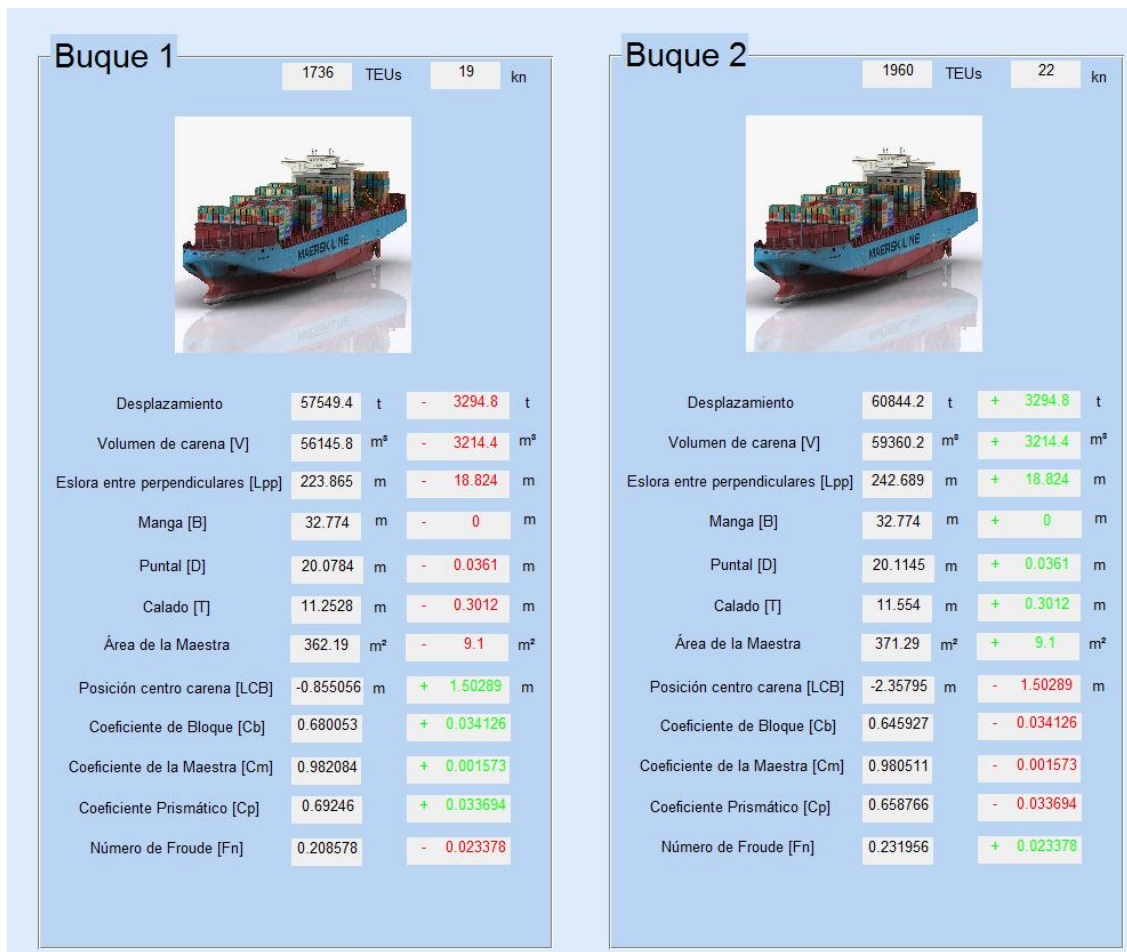 Buque 1
1736 TEUs 19 kn
MAERSK LINE
Desplazamiento 57549.4 t - 3294.8 t
Volumen de carena [V] 56145.8 m³ - 3214.4 m³
Eslora entre perpendiculares [Lpp] 223.865 m - 18.824 m
Manga [B] 32.774 m - 0 m
Puntal [D] 20.0784 m - 0.0361 m
Calado [T] 11.2528 m - 0.3012 m
Área de la Maestra 362.19 m² - 9.1 m²
Posición centro carena [LCB] -0.855056 m + 1.50289 m
Coeficiente de Bloque [Cb] 0.680053 + 0.034126
Coeficiente de la Maestra [Cm] 0.982084 + 0.001573
Coeficiente Prismático [Cp] 0.69246 + 0.033694
Número de Froude [Fn] 0.208578 - 0.023378
Buque 2
1960 TEUs 22 kn
MAERSK LINE
Desplazamiento 60844.2 t + 3294.8 t
Volumen de carena [V] 59360.2 m³ + 3214.4 m³
Eslora entre perpendiculares [Lpp] 242.689 m + 18.824 m
Manga [B] 32.774 m + 0 m
Puntal [D] 20.1145 m + 0.0361 m
Calado [T] 11.554 m + 0.3012 m
Área de la Maestra 371.29 m² + 9.1 m²
Posición centro carena [LCB] -2.35795 m - 1.50289 m
Coeficiente de Bloque [Cb] 0.645927 - 0.034126
Coeficiente de la Maestra [Cm] 0.980511 - 0.001573
Coeficiente Prismático [Cp] 0.658766 - 0.033694
Número de Froude [Fn] 0.231956 + 0.023378